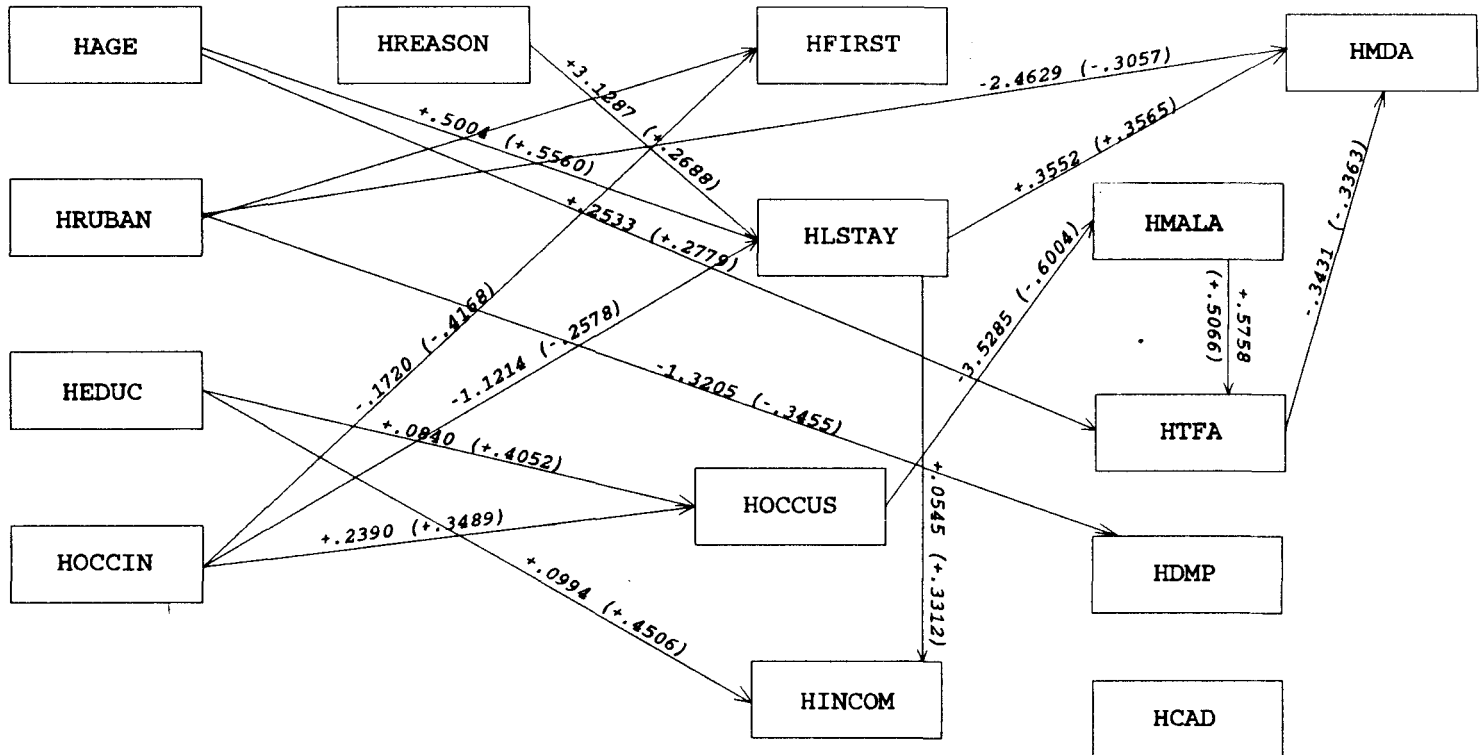 HAGE
HREASON
HFIRST
HMDA
HRUBAN
HLSTAY
HMALA
HEDUC
HTFA
HOCCUS
HOCCIN
HDMP
HINCOM
HCAD
+3.1287 (+.2688)
-2.4629 (-.3057)
+.5004 (+.5560)
+.3552 (+.3565)
+.2533 (+.2779)
-.3431 (-.3363)
-3.5285 (-.6004)
+.5758
(+.5066)
-.1720 (-.4168)
-1.1214 (-.2578)
-1.3205 (-.3455)
+.0840 (+.4052)
+.2390 (+.3489)
+.0545 (+.3312)
+.0994 (+.4506)